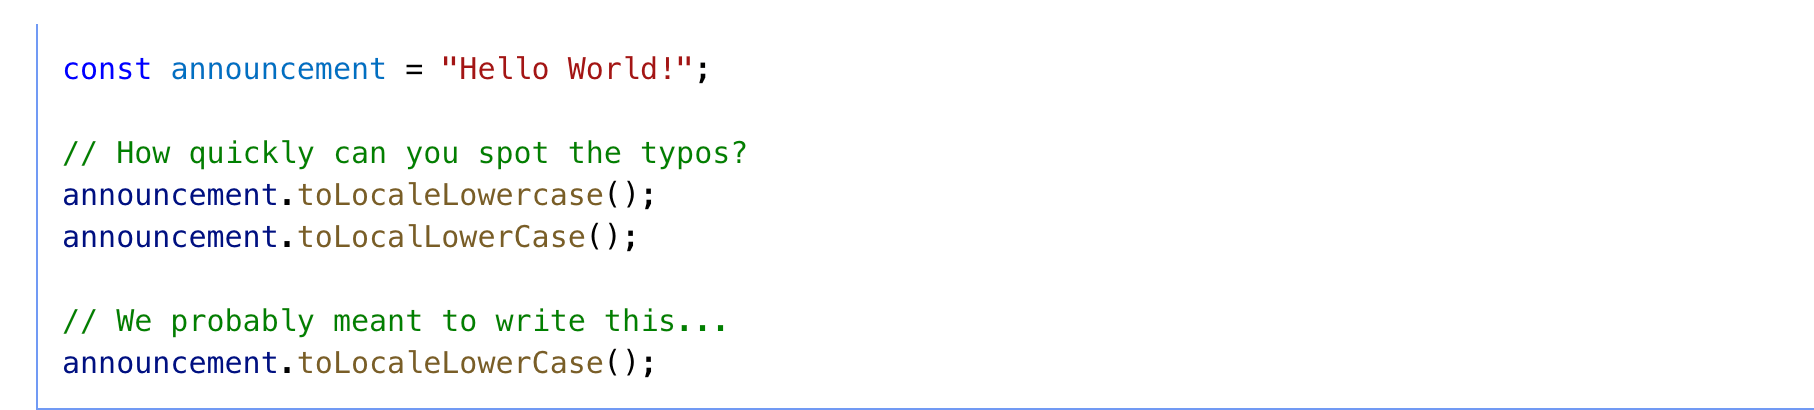 const announcement = "Hello World!";
// How quickly can you spot the typos?
announcement.toLocaleLowercase();
announcement.toLocalLowerCase();
// We probably meant to write this...
announcement.toLocaleLowerCase();